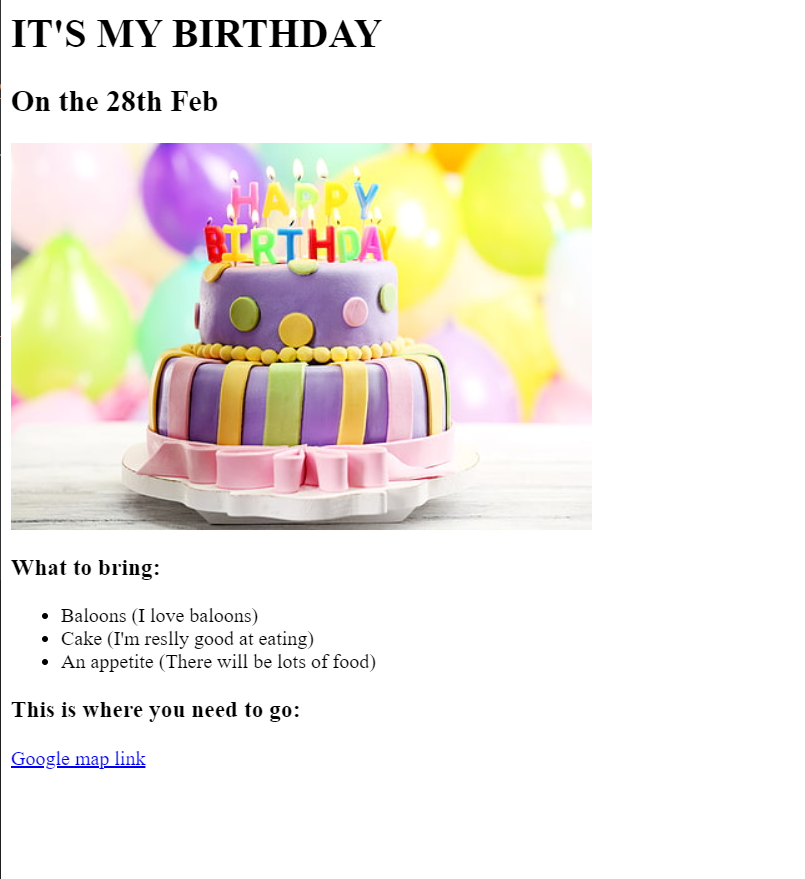 IT'S MY BIRTHDAY
On the 28th Feb
HAPPY
BIRTHDAY
What to bring:
Baloons (I love baloons)
Cake (I'm reslly good at eating)
An appetite (There will be lots of food)
This is where you need to go:
Google map link